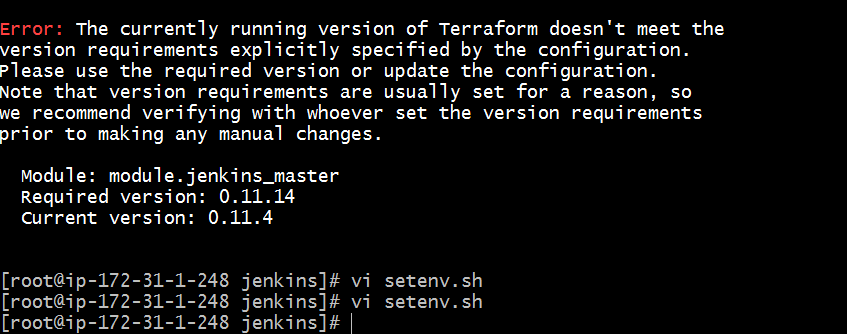 Error: The currently running version of Terraform doesn't meet the
version requirements explicitly specified by the configuration.
Please use the required version or update the configuration.
Note that version requirements are usually set for a reason, so
we recommend verifying with whoever set the version requirements
prior to making any manual changes.
Module: module.jenkins_master
Required version: 0.11.14
Current version: 0.11.4
[root@ip-172-31-1-248 jenkins]# vi setenv.sh
[root@ip-172-31-1-248 jenkins]# vi setenv.sh
[root@ip-172-31-1-248 jenkins]#